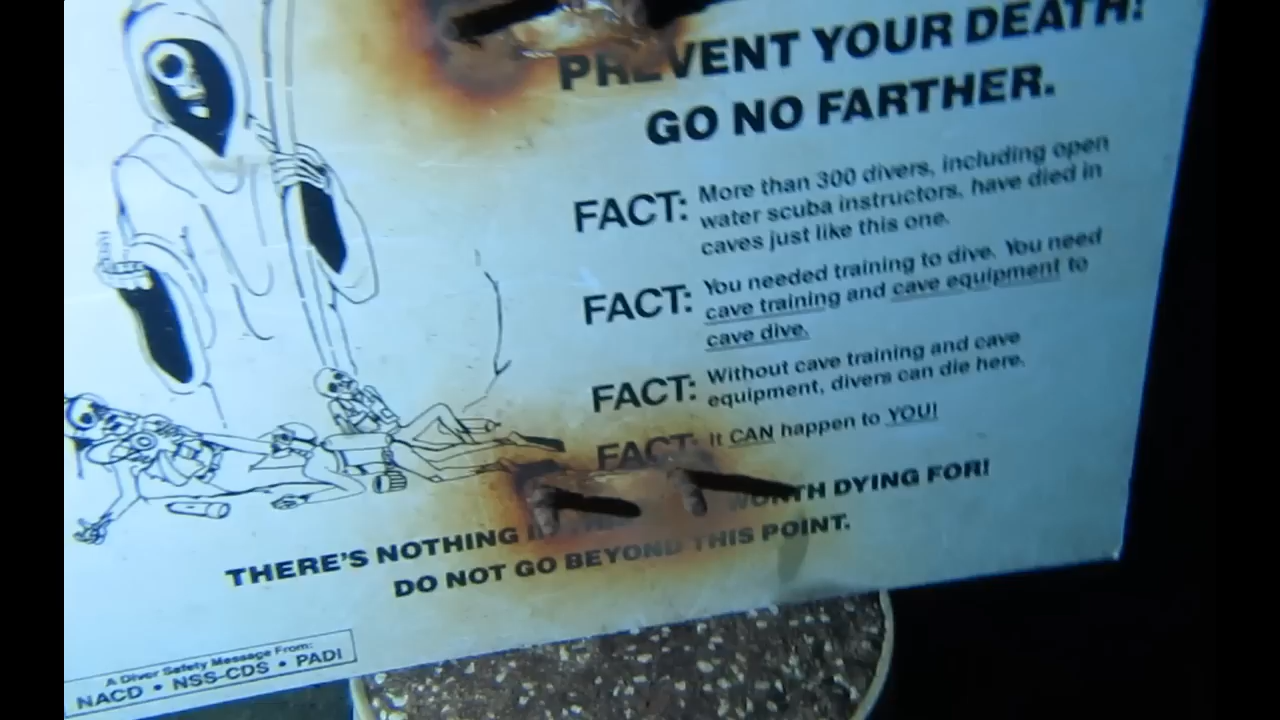 PREVENT YOUR DEATH!
GO NO FARTHER.
FACT: More than 300 divers, including open
water scuba instructors, have died in
caves just like this one.
FACT: You needed training to dive. You need
cave training and cave equipment to
cave dive.
FACT: Without cave training and cave
equipment, divers can die here.
FACT: It CAN happen to YOU!
THERE'S NOTHING WORTH DYING FOR!
DO NOT GO BEYOND THIS POINT.
A Diver Safety Message From:
NACD • NSS-CDS • PADI